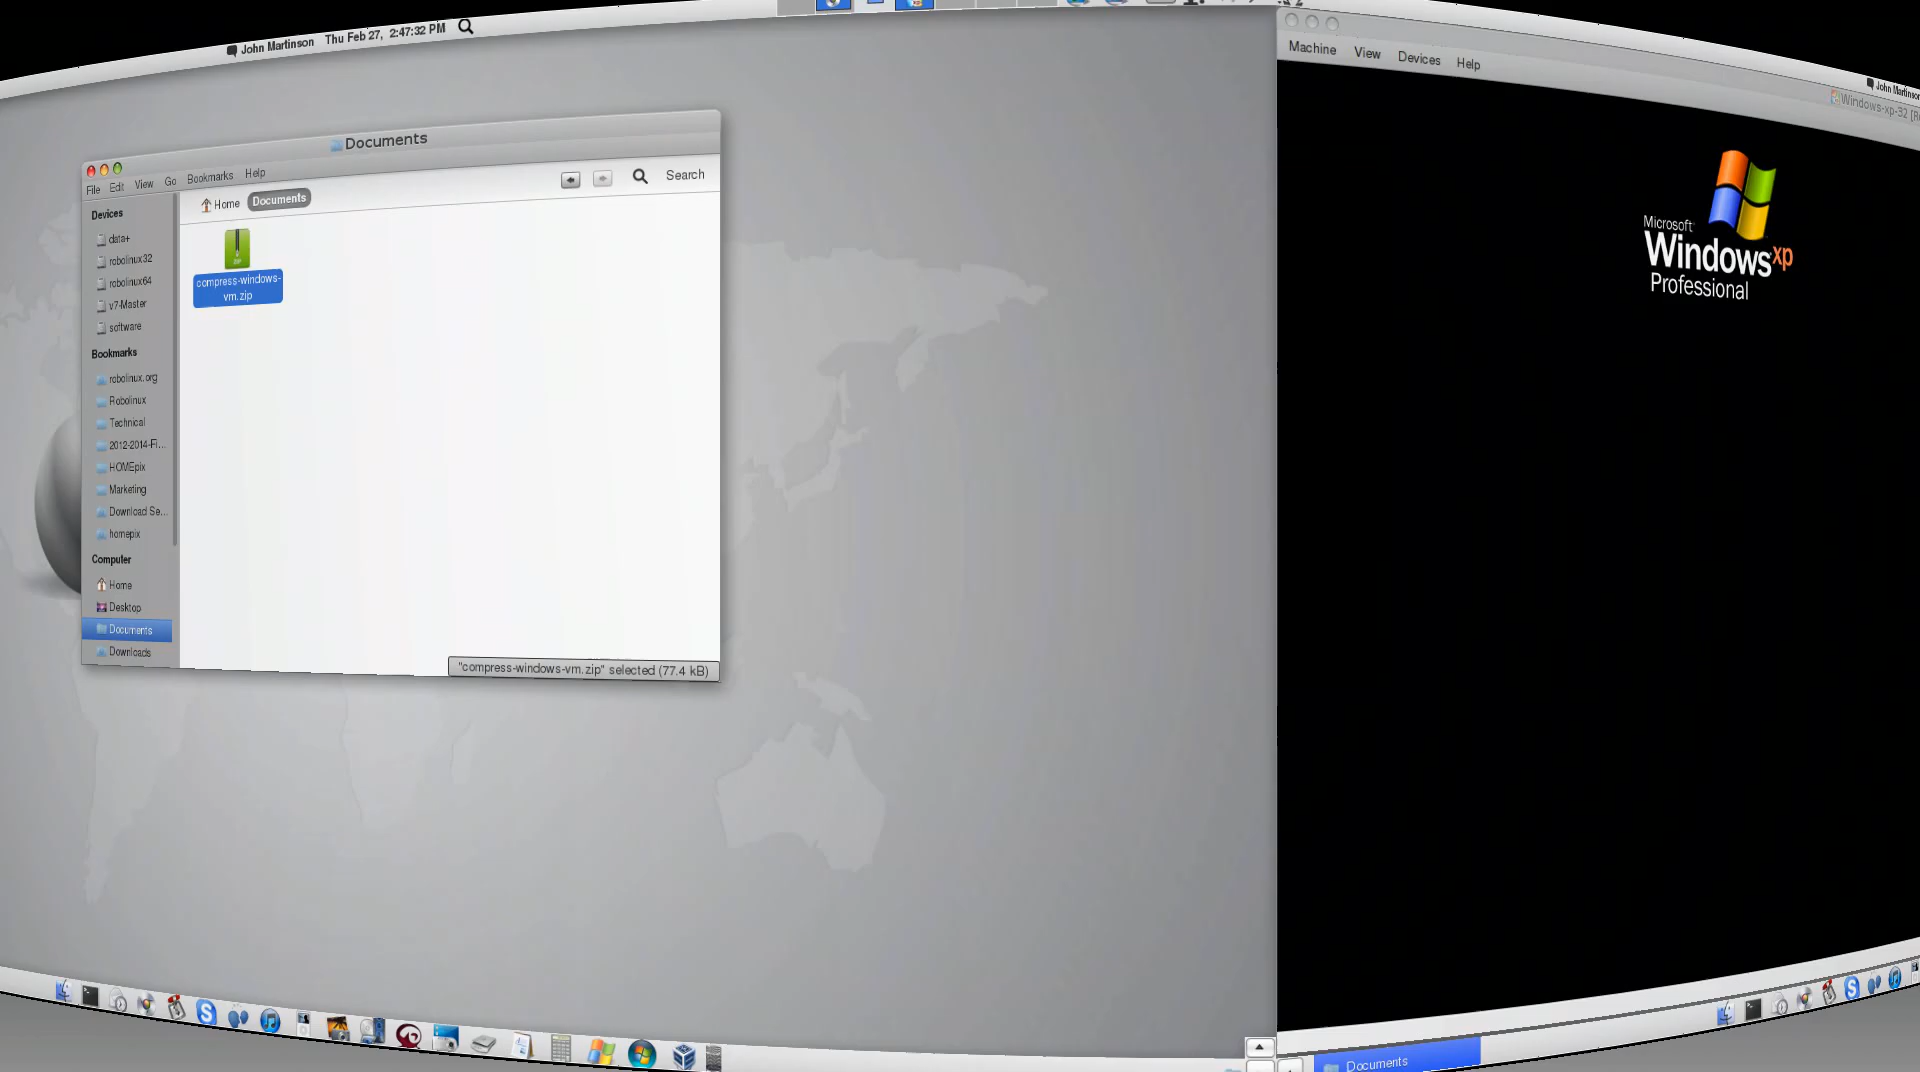 John Martinson Thu Feb 27, 2:47:32 PM
Documents
File Edit View Go Bookmarks Help
Search
Home Documents
Devices
data+
robolinux32
robolinux64
v7-Master
software
Bookmarks
robolinux.org
Robolinux
Technical
2012-2014-Fi...
HOMEpix
Marketing
Download Se...
homepix
Computer
Home
Desktop
Documents
Downloads
compress-windows-
vm.zip
"compress-windows-vm.zip" selected (77.4 kB)
Machine View Devices Help
John Martinson
Windows-xp-32
Microsoft
Windows xp
Professional
Documents
ZIP